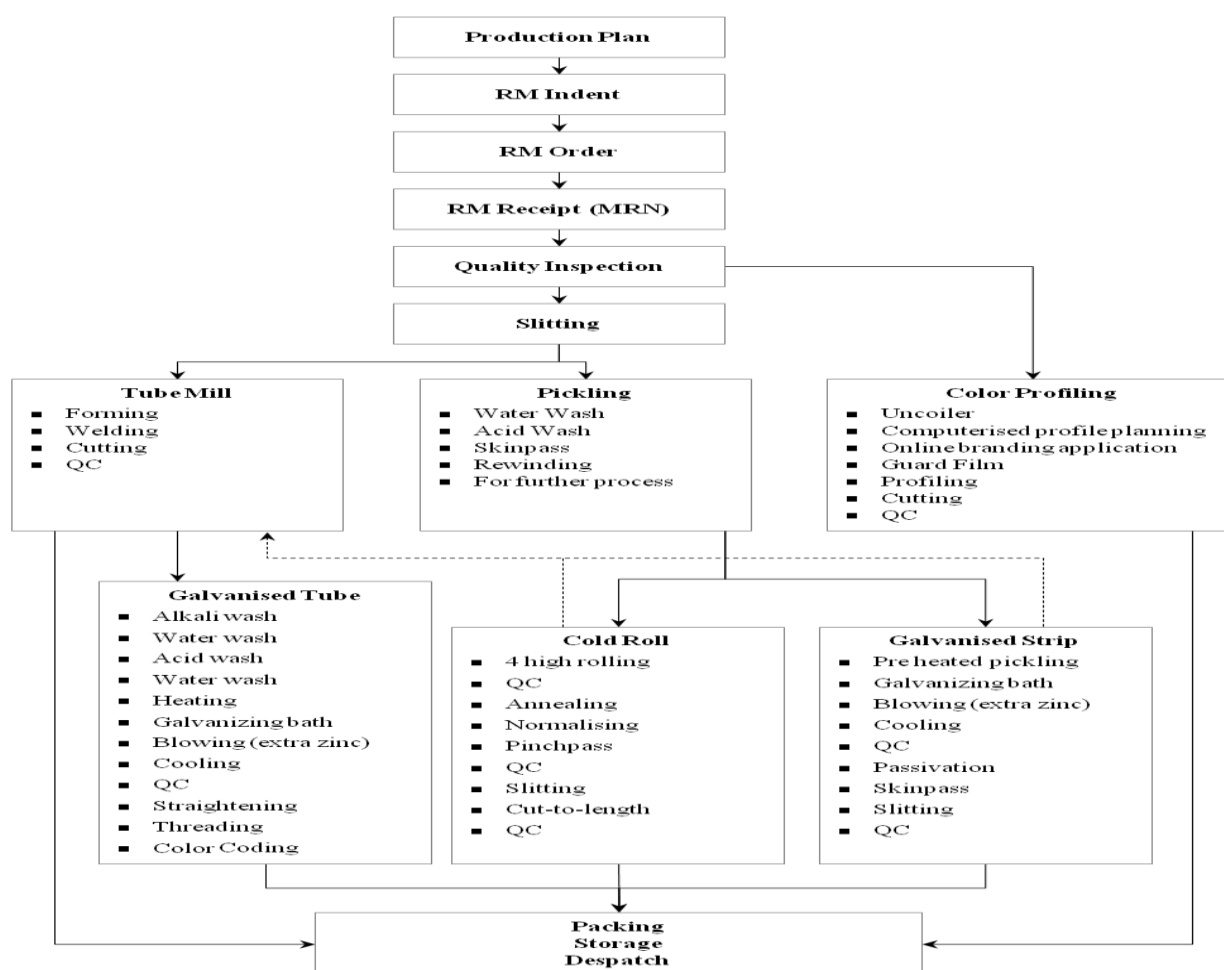 Production Plan
RM Indent
RM Order
RM Receipt (MRN)
Quality Inspection
Slitting
Tube Mill
Forming
Welding
Cutting
QC
Pickling
Water Wash
Acid Wash
Skinpass
Rewinding
For further process
Color Profiling
Uncoiler
Computerised profile planning
Online branding application
Guard Film
Profiling
Cutting
QC
Galvanised Tube
Alkali wash
Water wash
Acid wash
Water wash
Heating
Galvanizing bath
Blowing (extra zinc)
Cooling
QC
Straightening
Threading
Color Coding
Cold Roll
4 high rolling
QC
Annealing
Normalising
Pinchpass
QC
Slitting
Cut-to-length
QC
Galvanised Strip
Pre heated pickling
Galvanizing bath
Blowing (extra zinc)
Cooling
QC
Passivation
Skinpass
Slitting
QC
Packing
Storage
Despatch